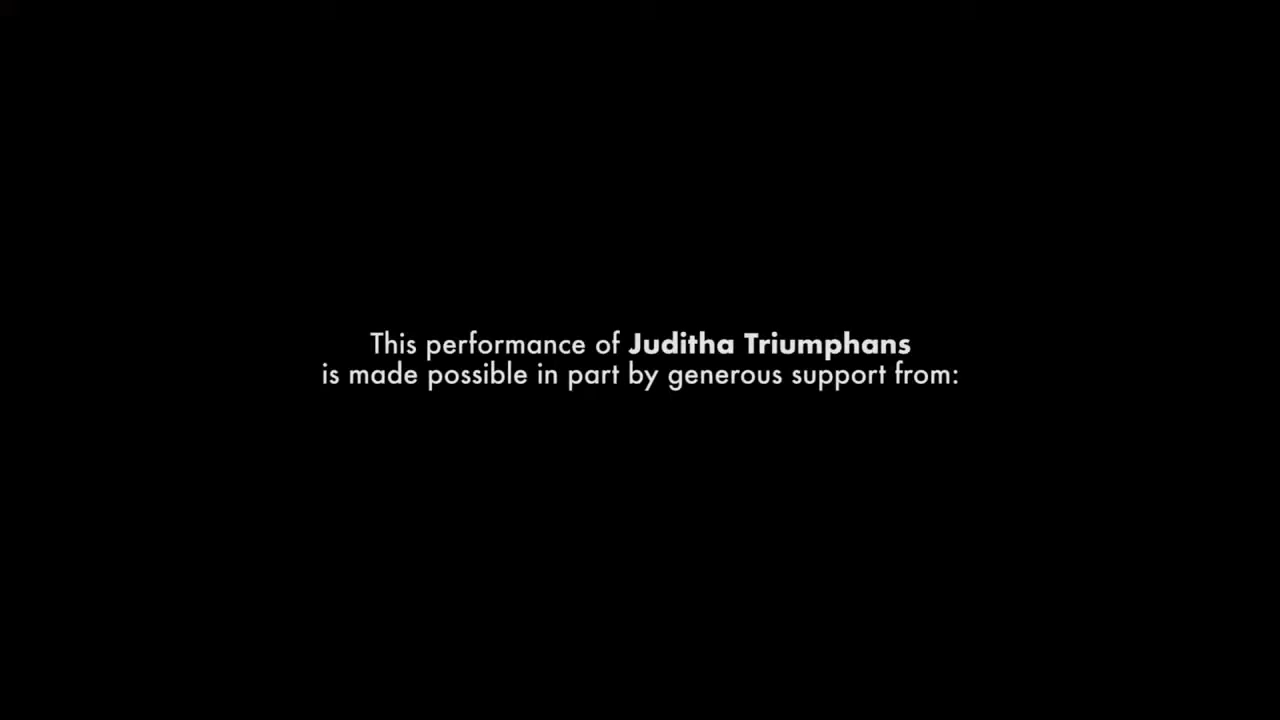 This performance of Juditha Triumphans
is made possible in part by generous support from: